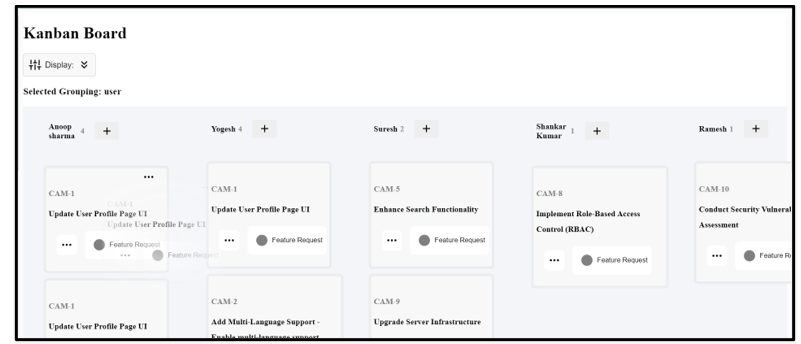 Kanban Board
Display:
Selected Grouping: user
Anoop sharma 4 +
Yogesh 4 +
Suresh 2 +
Shankar Kumar 1 +
Ramesh 1 +
CAM-1
Update User Profile Page UI
Feature Request
CAM-1
Update User Profile Page UI
Feature Request
CAM-1
Update User Profile Page UI
CAM-1
Update User Profile Page UI
Feature Request
CAM-2
Add Multi-Language Support -
Enable multi-language support
CAM-5
Enhance Search Functionality
Feature Request
CAM-9
Upgrade Server Infrastructure
CAM-8
Implement Role-Based Access
Control (RBAC)
Feature Request
CAM-10
Conduct Security Vulneral
Assessment
Feature Re